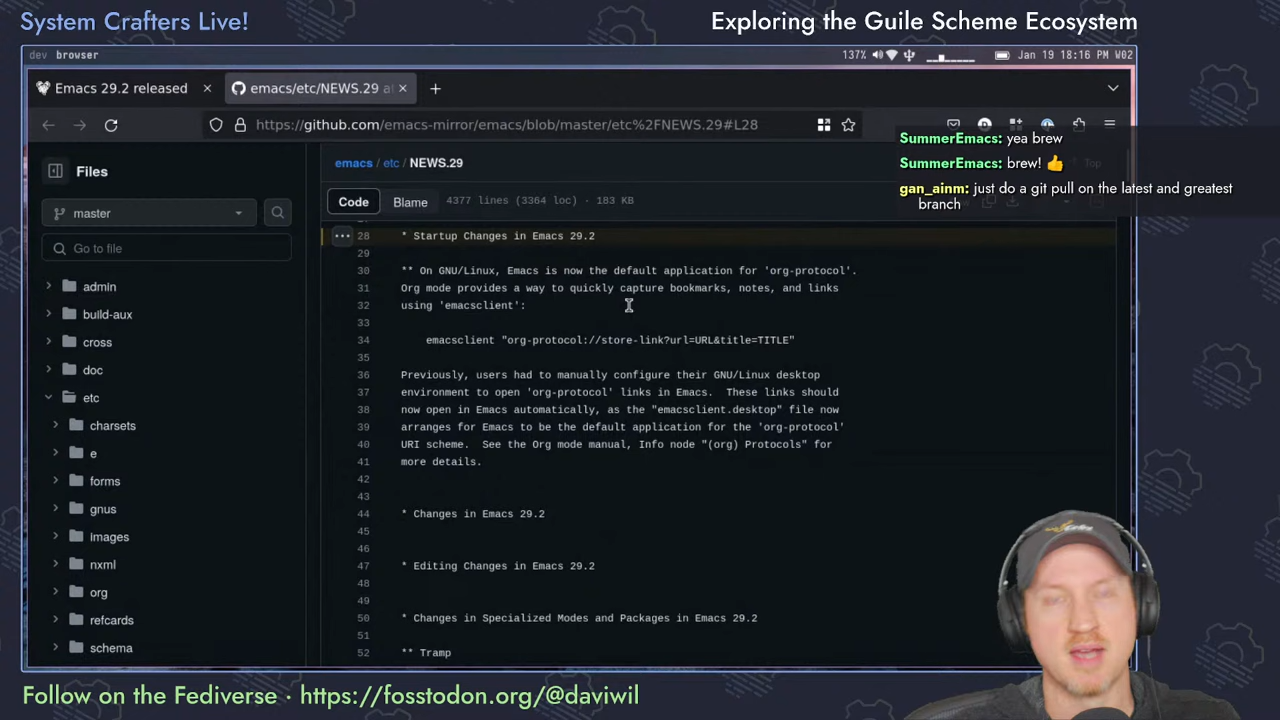 System Crafters Live!
Exploring the Guile Scheme Ecosystem
dev browser
137%
Jan 19 18:16 PM W02
Emacs 29.2 released
emacs/etc/NEWS.29 a
https://github.com/emacs-mirror/emacs/blob/master/etc%2FNEWS.29#L28
SummerEmacs: yea brew
SummerEmacs: brew! 👍
gan_ainm: just do a git pull on the latest and greatest
branch
Files
emacs / etc / NEWS.29
Top
master
Code
Blame
4377 lines (3364 loc) · 183 KB
Go to file
admin
build-aux
cross
doc
etc
charsets
e
forms
gnus
images
nxml
org
refcards
schema
28 * Startup Changes in Emacs 29.2
29
30 ** On GNU/Linux, Emacs is now the default application for 'org-protocol'.
31 Org mode provides a way to quickly capture bookmarks, notes, and links
32 using 'emacsclient':
33
34 emacsclient "org-protocol://store-link?url=URL&title=TITLE"
35
36 Previously, users had to manually configure their GNU/Linux desktop
37 environment to open 'org-protocol' links in Emacs.  These links should
38 now open in Emacs automatically, as the "emacsclient.desktop" file now
39 arranges for Emacs to be the default application for the 'org-protocol'
40 URI scheme.  See the Org mode manual, Info node "(org) Protocols" for
41 more details.
42
43
44 * Changes in Emacs 29.2
45
46
47 * Editing Changes in Emacs 29.2
48
49
50 * Changes in Specialized Modes and Packages in Emacs 29.2
51
52 ** Tramp
Follow on the Fediverse · https://fosstodon.org/@daviwil